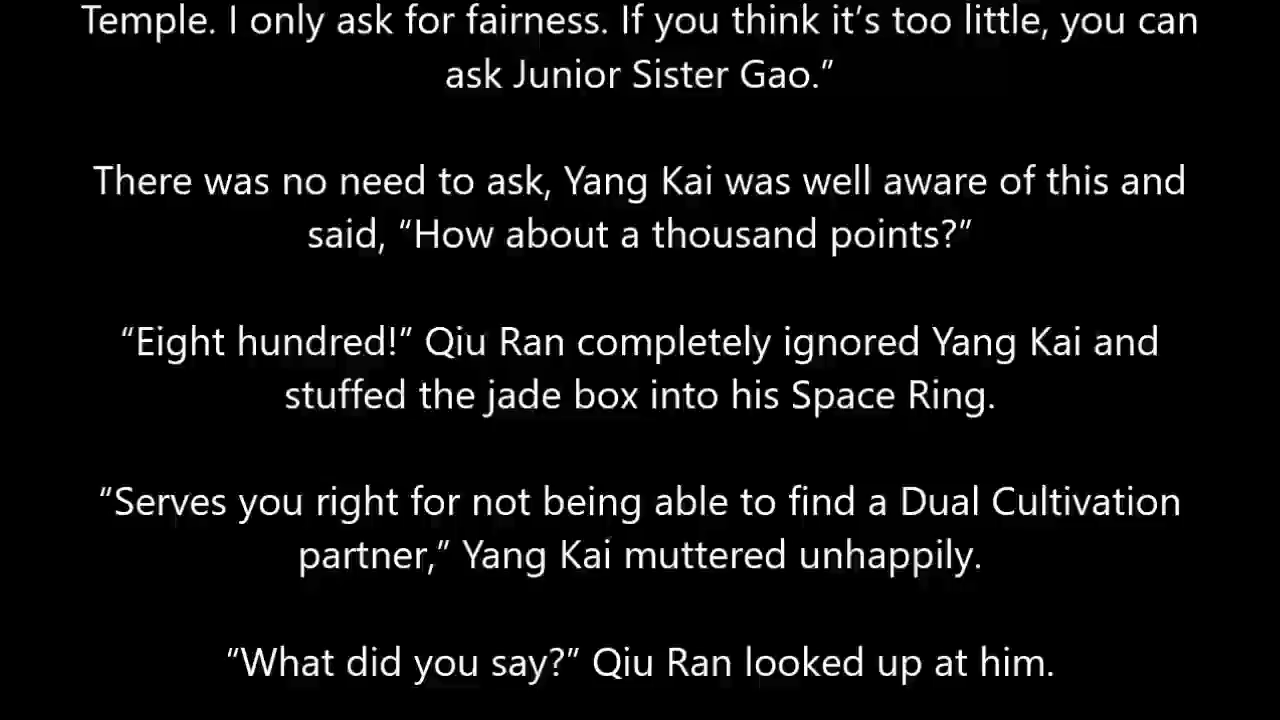 Temple. I only ask for fairness. If you think it’s too little, you can
ask Junior Sister Gao.”
There was no need to ask, Yang Kai was well aware of this and
said, “How about a thousand points?”
“Eight hundred!” Qiu Ran completely ignored Yang Kai and
stuffed the jade box into his Space Ring.
“Serves you right for not being able to find a Dual Cultivation
partner,” Yang Kai muttered unhappily.
“What did you say?” Qiu Ran looked up at him.